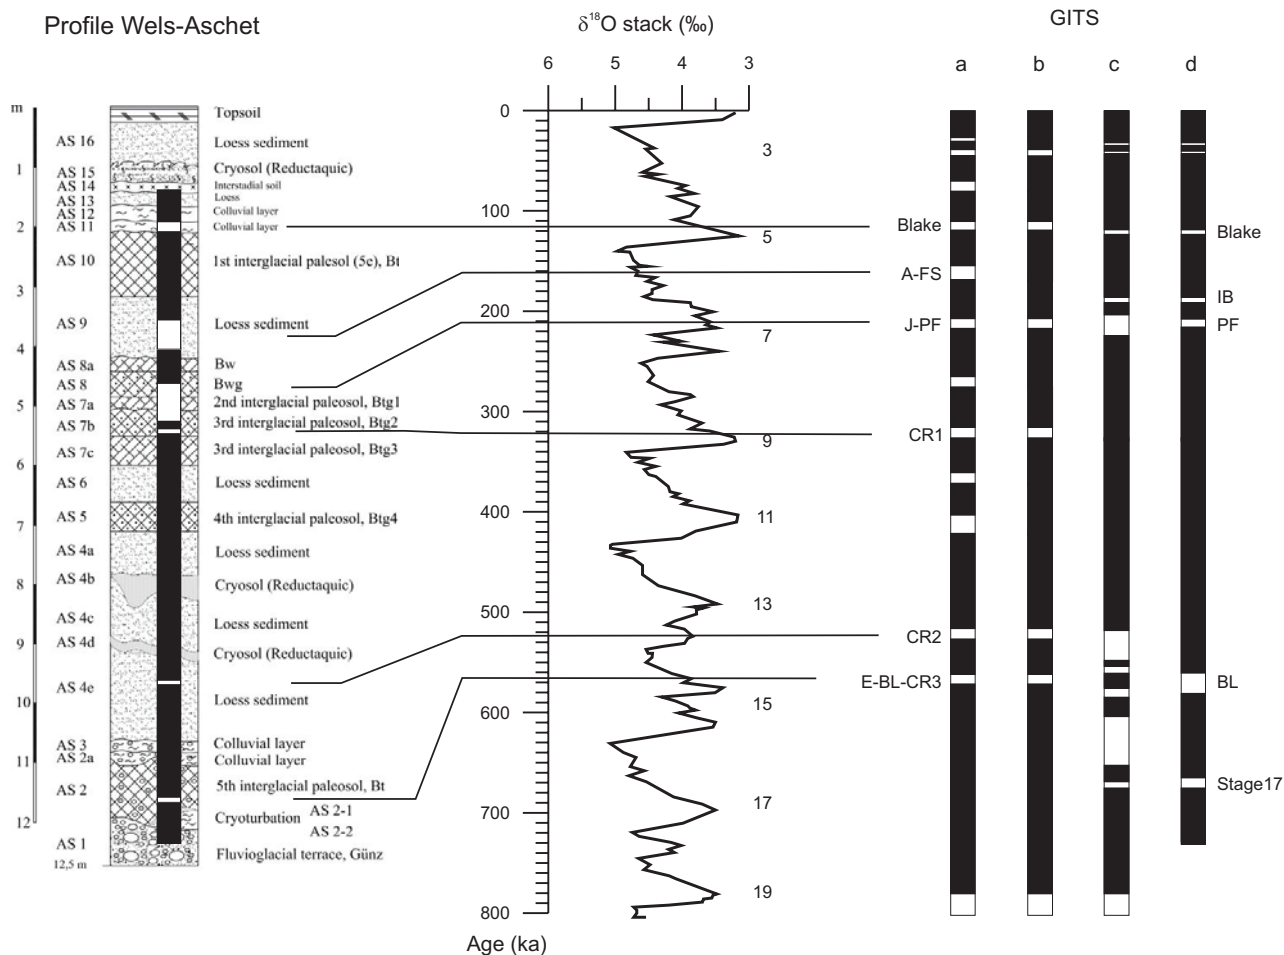 Profile Wels-Aschet
δ18O stack (‰)
GITS
6 5 4 3
a b c d
m
1
2
3
4
5
6
7
8
9
10
11
12
12,5 m
AS 16
AS 15
AS 14
AS 13
AS 12
AS 11
AS 10
AS 9
AS 8a
AS 8
AS 7a
AS 7b
AS 7c
AS 6
AS 5
AS 4a
AS 4b
AS 4c
AS 4d
AS 4e
AS 3
AS 2a
AS 2
AS 1
Topsoil
Loess sediment
Cryosol (Reductaquic)
Interstadial soil
Loess
Colluvial layer
Colluvial layer
1st interglacial palesol (5e), Bt
Loess sediment
Bw
Bwg
2nd interglacial paleosol, Btg1
3rd interglacial paleosol, Btg2
3rd interglacial paleosol, Btg3
Loess sediment
4th interglacial paleosol, Btg4
Loess sediment
Cryosol (Reductaquic)
Loess sediment
Cryosol (Reductaquic)
Loess sediment
Colluvial layer
Colluvial layer
5th interglacial paleosol, Bt
Cryoturbation
AS 2-1
AS 2-2
Fluvioglacial terrace, Günz
0
100
200
300
400
500
600
700
800
Age (ka)
3
5
7
9
11
13
15
17
19
Blake
A-FS
J-PF
CR1
CR2
E-BL-CR3
Blake
IB
PF
BL
Stage17